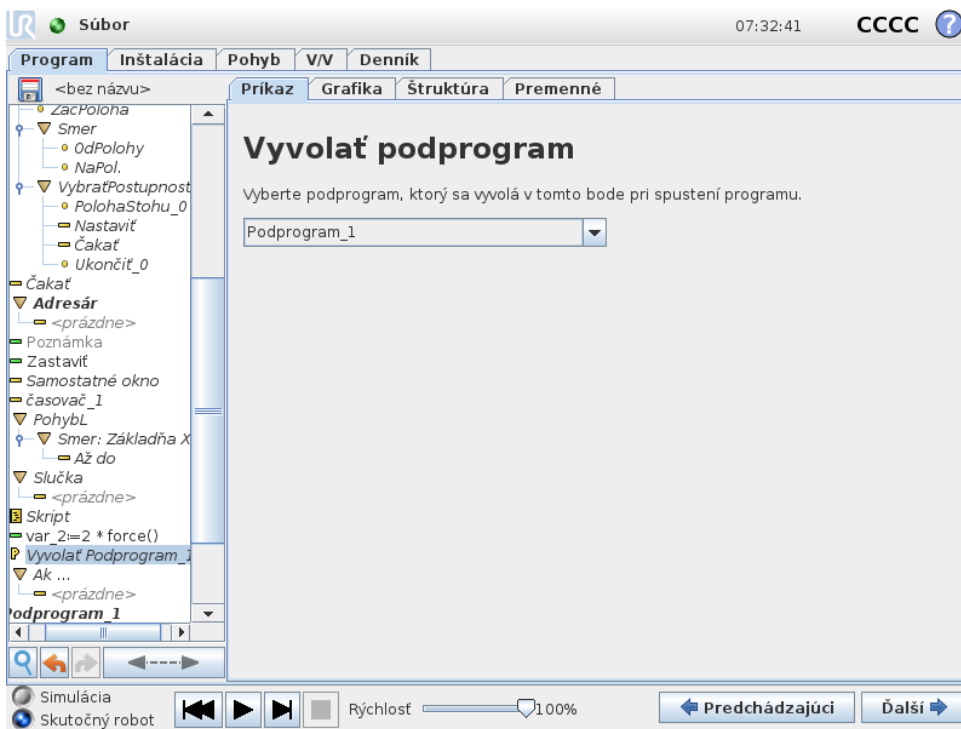 UR Súbor 07:32:41 CCCC ?
Program Inštalácia Pohyb V/V Denník
<bez názvu> Príkaz Grafika Štruktúra Premenné
ZačPoloha
Smer
OdPolohy
NaPol.
VybraťPostupnosť
PolohaStohu_0
Nastaviť
Čakať
Ukončiť_0
Čakať
Adresár
<prázdne>
Poznámka
Zastaviť
Samostatné okno
časovač_1
PohybL
Smer: Základňa X
Až do
Slučka
<prázdne>
Skript
var_2:=2 * force()
Vyvolať Podprogram_1
Ak ...
<prázdne>
Podprogram_1
Vyvolať podprogram
Vyberte podprogram, ktorý sa vyvolá v tomto bode pri spustení programu.
Podprogram_1
Simulácia
Skutočný robot
Rýchlosť 100%
Predchádzajúci Ďalší